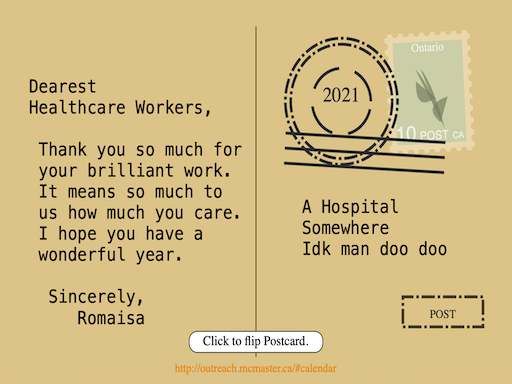 Dearest
Healthcare Workers,
Thank you so much for
your brilliant work.
It means so much to
us how much you care.
I hope you have a
wonderful year.
Sincerely,
Romaisa
Ontario
2021
10 POST CA
A Hospital
Somewhere
Idk man doo doo
POST
Click to flip Postcard.
http://outreach.mcmaster.ca/#calendar